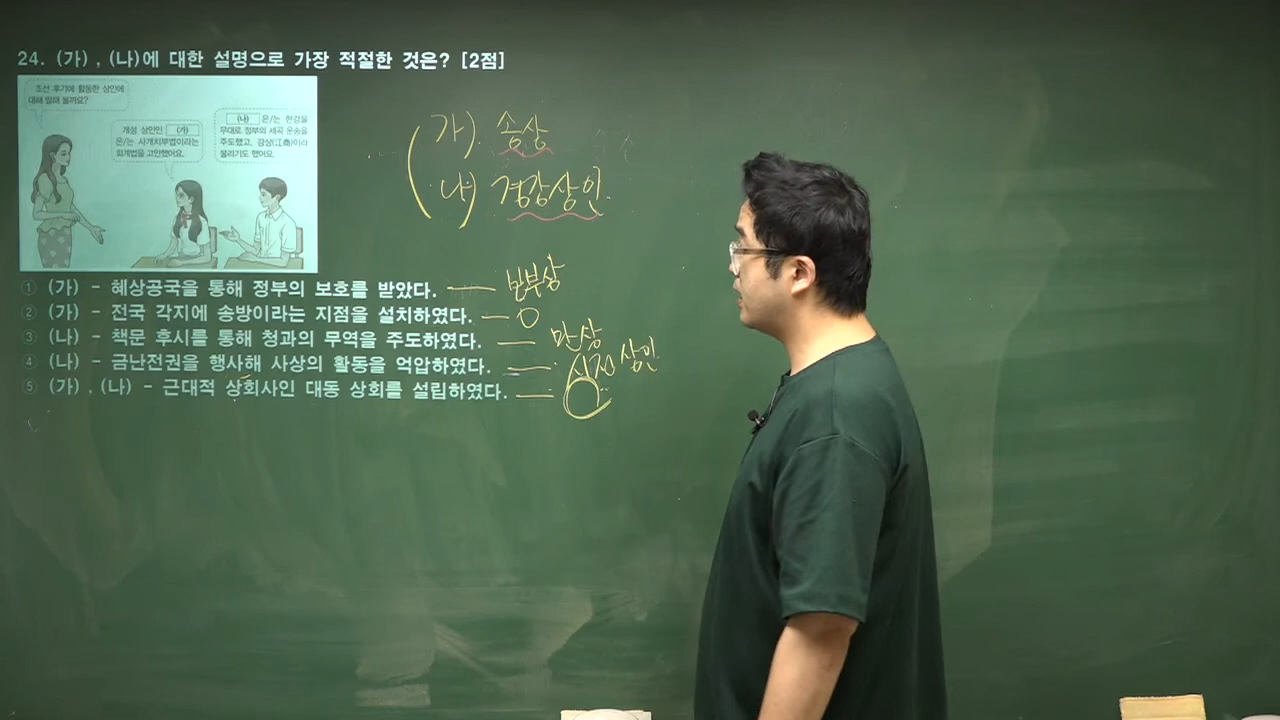 24. (가), (나)에 대한 설명으로 가장 적절한 것은? [2점]
조선 후기에 활동한 상인에
대해 말해 볼까요?
개성 상인인 (가)
은/는 사개치부법이라는
회계법을 고안했어요.
(나) 은/는 한강을
무대로 정부의 세곡 운송을
주도했고, 강상(江商)이라
불리기도 했어요.
가). 송상
나) 경강상인.
① (가) - 혜상공국을 통해 정부의 보호를 받았다. 보부상
② (가) - 전국 각지에 송방이라는 지점을 설치하였다. O
③ (나) - 책문 후시를 통해 청과의 무역을 주도하였다. 만상
④ (나) - 금난전권을 행사해 사상의 활동을 억압하였다. 시전 상인.
⑤ (가), (나) - 근대적 상회사인 대동 상회를 설립하였다.